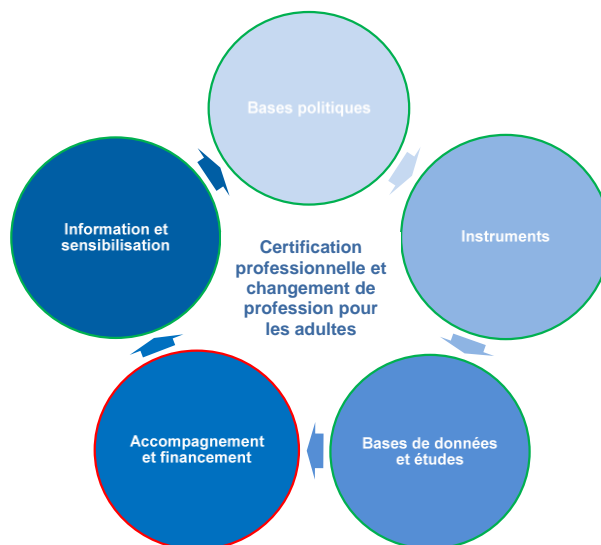 Bases politiques
Information et
sensibilisation
Instruments
Certification
professionnelle et
changement de
profession pour
les adultes
Accompagnement
et financement
Bases de données
et études